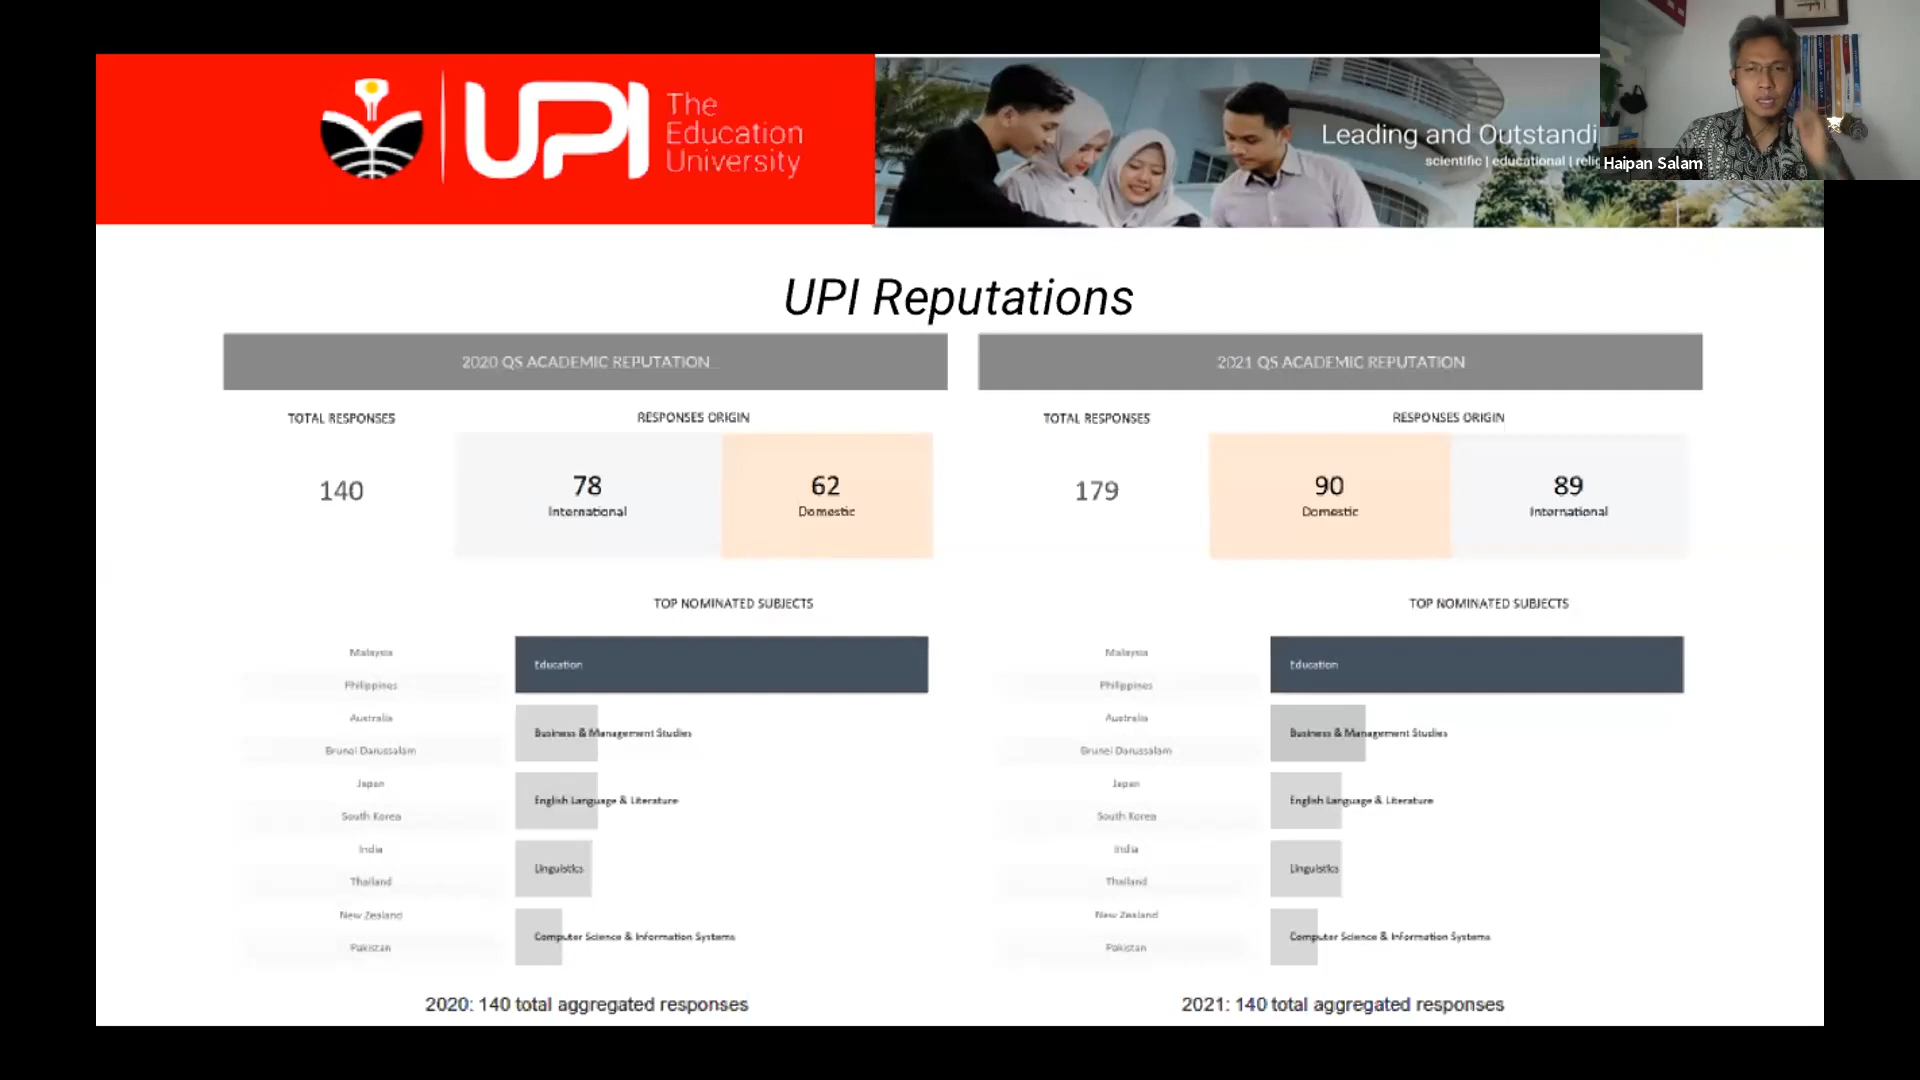 UPI
The
Education
University
Leading and Outstandi
scientific | educational | relig
Haipan Salam
UPI Reputations
2020 QS ACADEMIC REPUTATION
TOTAL RESPONSES
RESPONSES ORIGIN
140
78
International
62
Domestic
TOP NOMINATED SUBJECTS
Malaysia
Philippines
Australia
Brunei Darussalam
Japan
South Korea
India
Thailand
New Zealand
Pakistan
Education
Business & Management Studies
English Language & Literature
Linguistics
Computer Science & Information Systems
2020: 140 total aggregated responses
2021 QS ACADEMIC REPUTATION
TOTAL RESPONSES
RESPONSES ORIGIN
179
90
Domestic
89
International
TOP NOMINATED SUBJECTS
Malaysia
Philippines
Australia
Brunei Darussalam
Japan
South Korea
India
Thailand
New Zealand
Pakistan
Education
Business & Management Studies
English Language & Literature
Linguistics
Computer Science & Information Systems
2021: 140 total aggregated responses